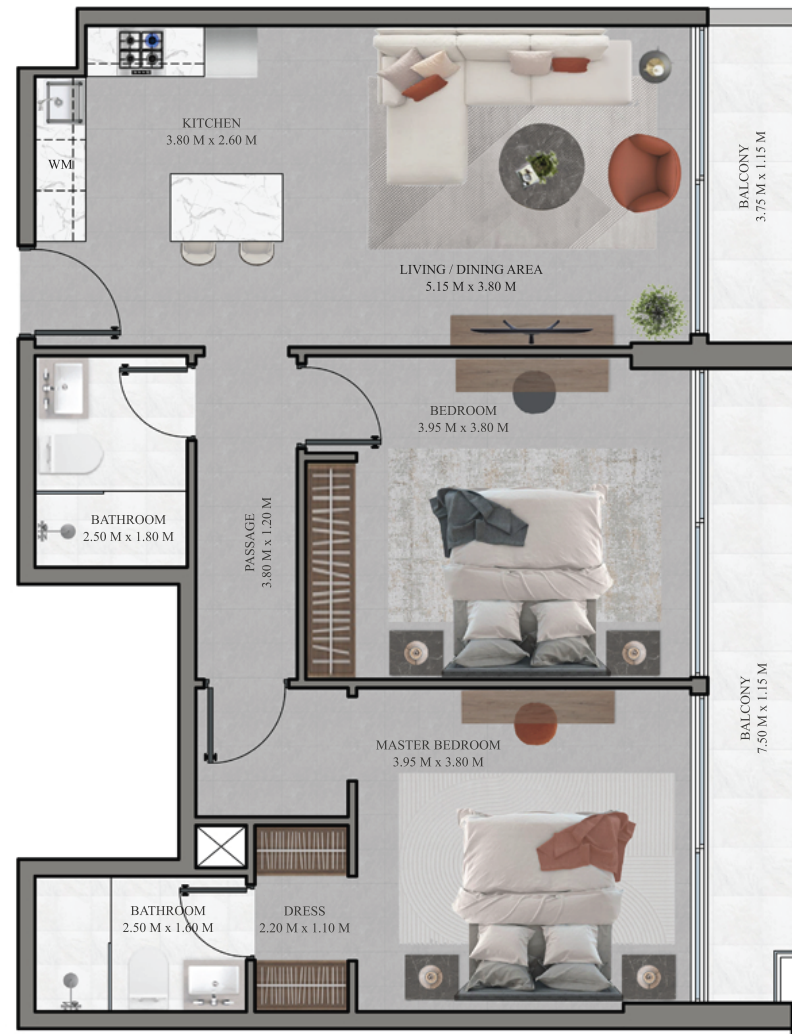 KITCHEN
3.80 M x 2.60 M
WM
BALCONY
3.75 M x 1.15 M
LIVING / DINING AREA
5.15 M x 3.80 M
BEDROOM
3.95 M x 3.80 M
BATHROOM
2.50 M x 1.80 M
PASSAGE
3.80 M x 1.20 M
BALCONY
7.50 M x 1.15 M
MASTER BEDROOM
3.95 M x 3.80 M
BATHROOM
2.50 M x 1.60 M
DRESS
2.20 M x 1.10 M